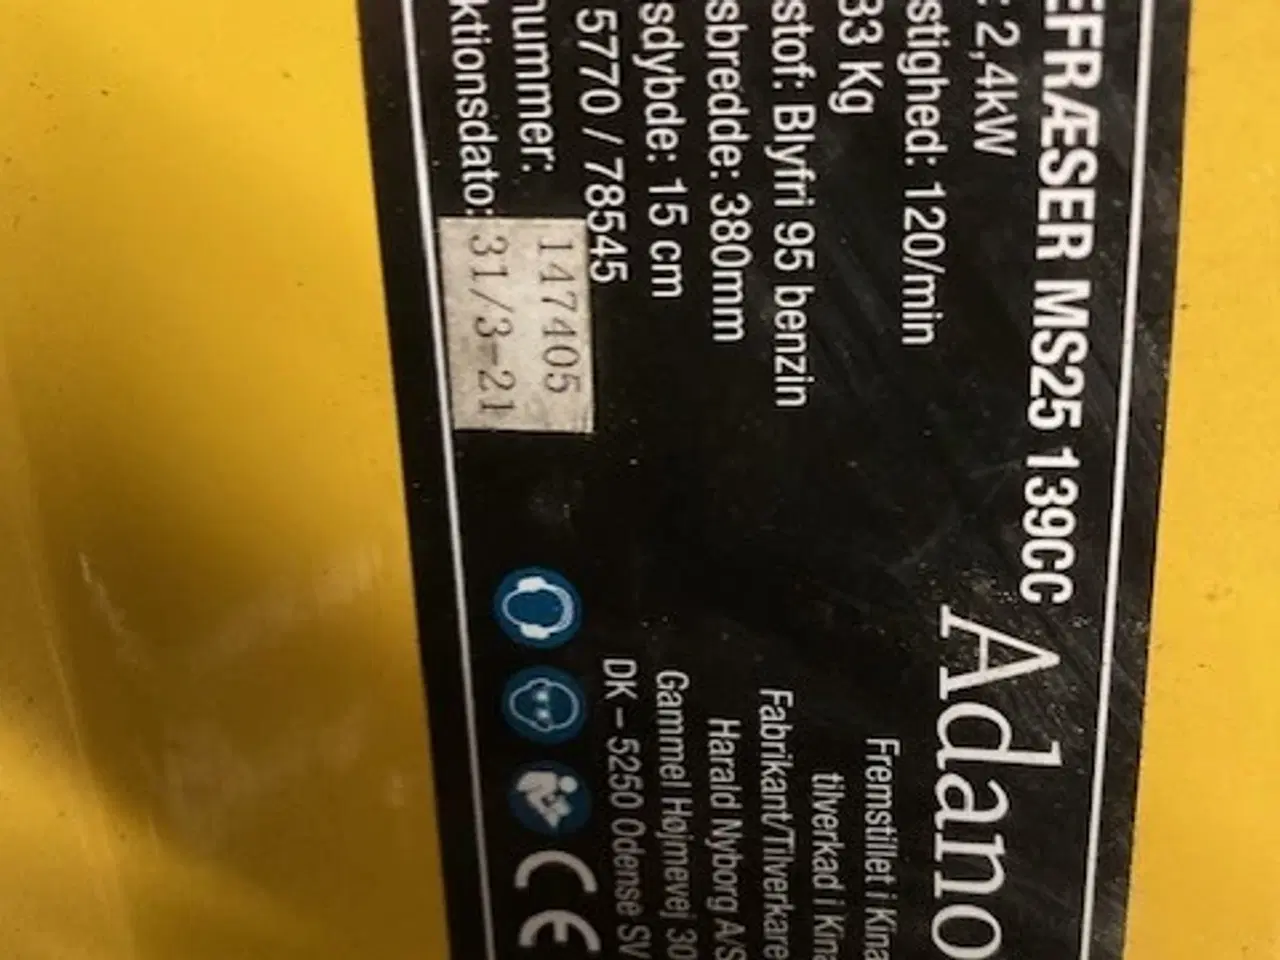 EFRÆSER MS25 139CC
: 2,4kW
stighed: 120/min
33 Kg
stof: Blyfri 95 benzin
sbredde: 380mm
sdybde: 15 cm
5770 / 78545
nummer: 147405
ktionsdato: 31/3-21
Adano
Fremstillet i Kina
tilverkad i Kina
Fabrikant/Tilverkare
Harald Nyborg A/S
Gammel Højmevej 30
DK – 5250 Odense SV
CE